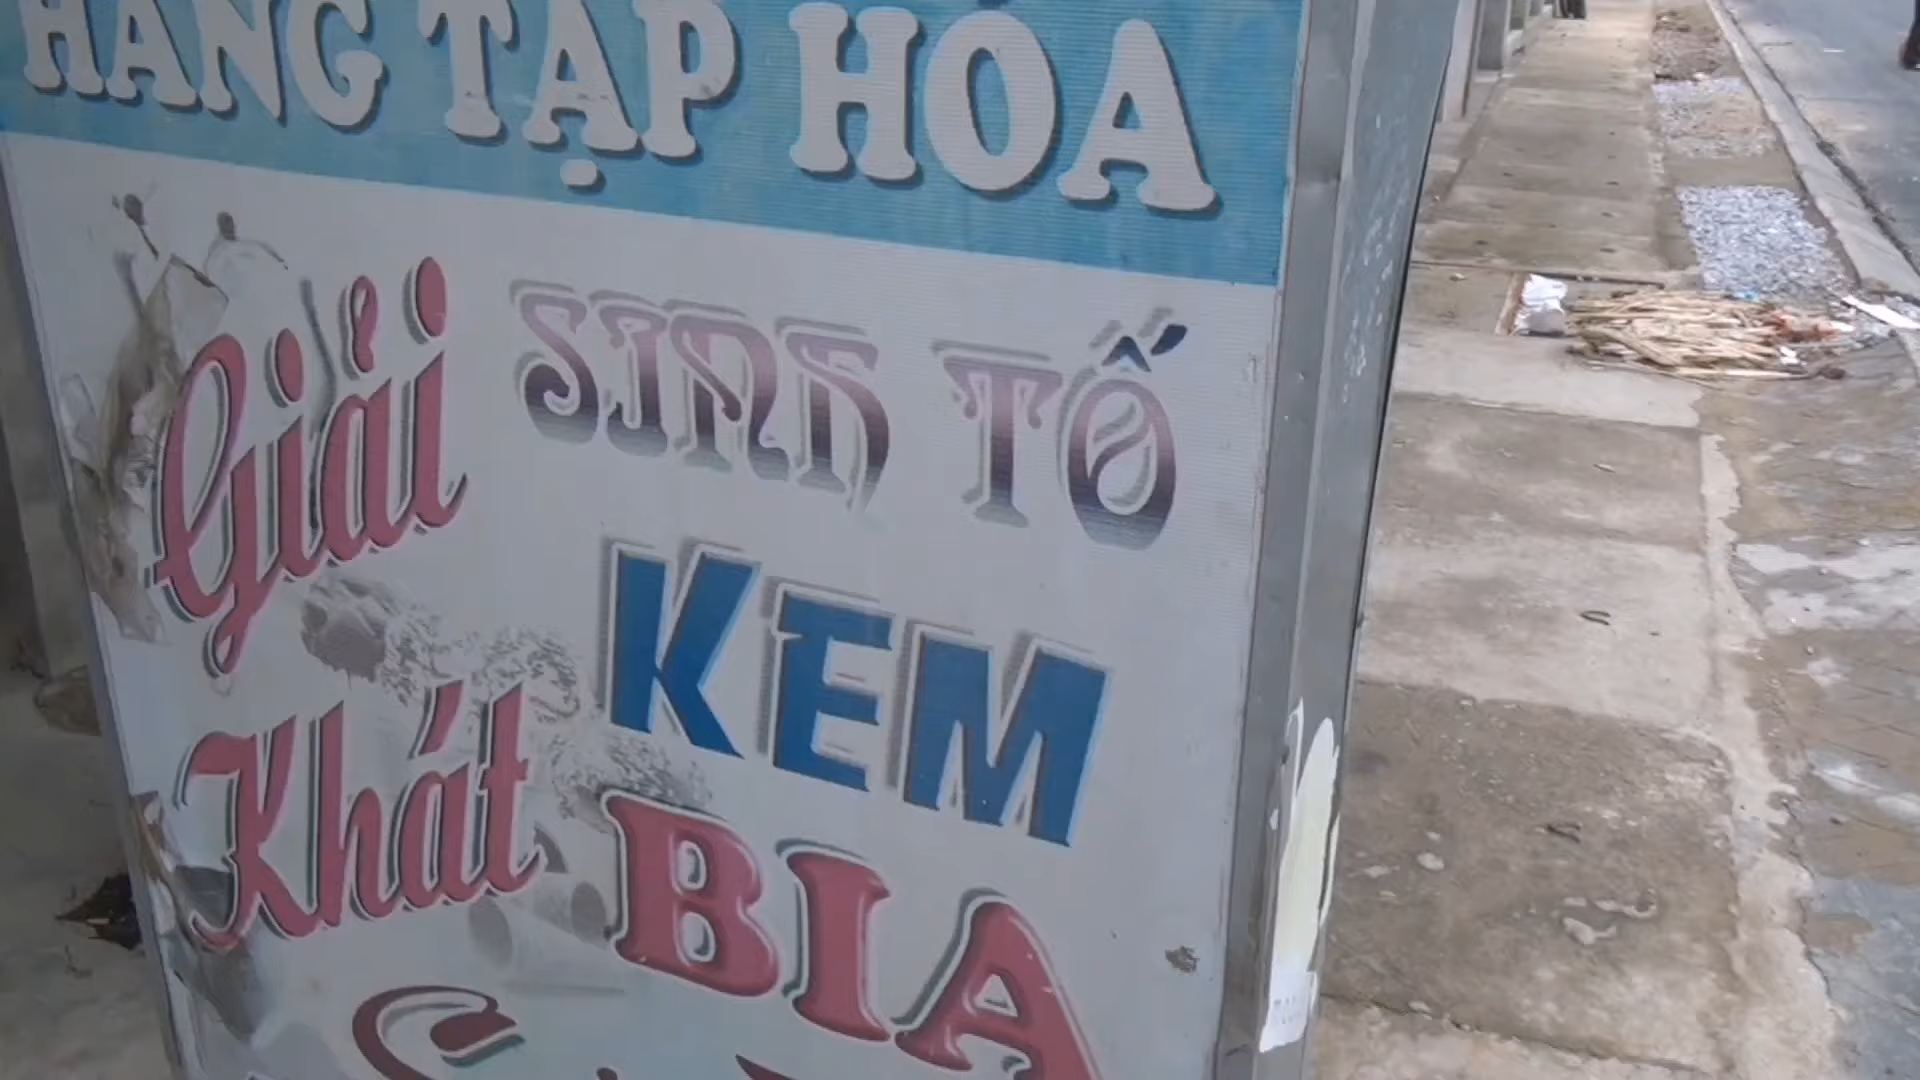 HÀNG TẠP HÓA
Giải
SINH TỐ
KEM
Khát
BIA